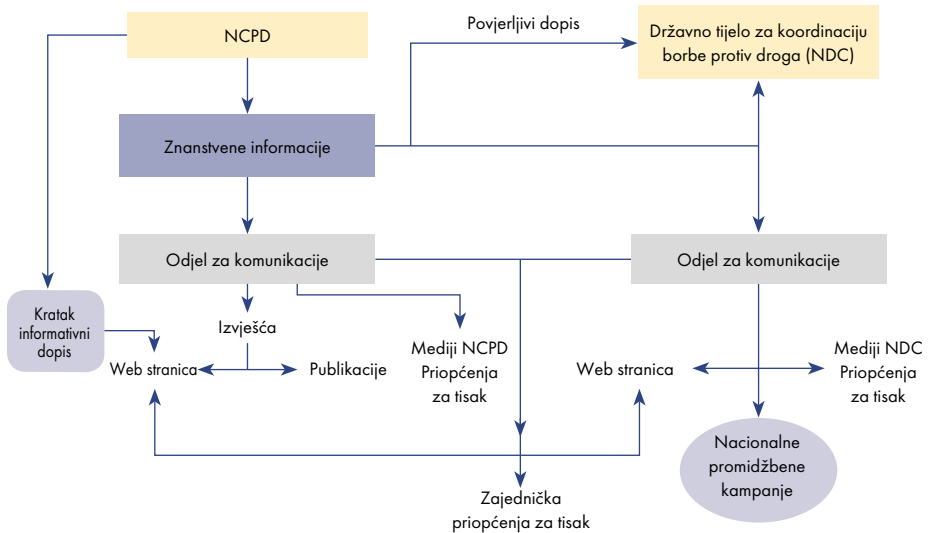 NCPD
Povjerljivi dopis
Državno tijelo za koordinaciju
borbe protiv droga (NDC)
Znanstvene informacije
Odjel za komunikacije
Odjel za komunikacije
Kratak
informativni
dopis
Izvješća
Web stranica
Publikacije
Mediji NCPD
Priopćenja
za tisak
Web stranica
Mediji NDC
Priopćenja
za tisak
Nacionalne
promidžbene
kampanje
Zajednička
priopćenja za tisak